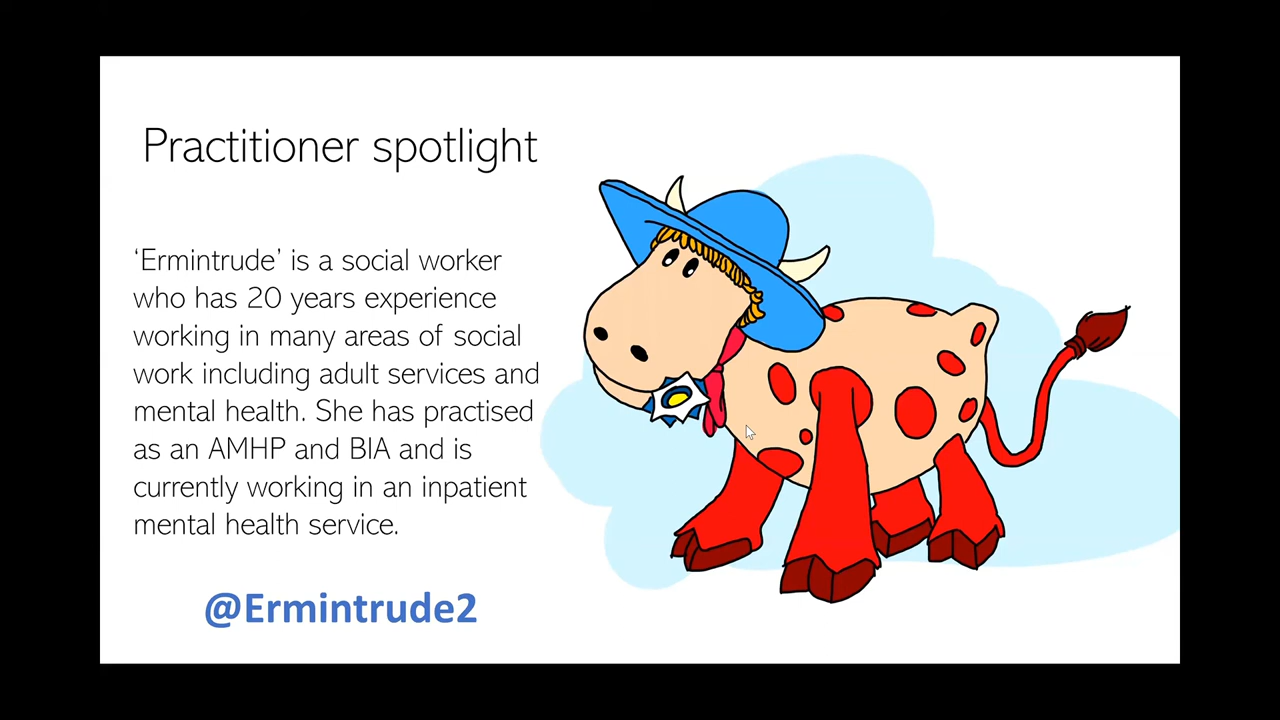 Practitioner spotlight
‘Ermintrude’ is a social worker
who has 20 years experience
working in many areas of social
work including adult services and
mental health. She has practised
as an AMHP and BIA and is
currently working in an inpatient
mental health service.
@Ermintrude2